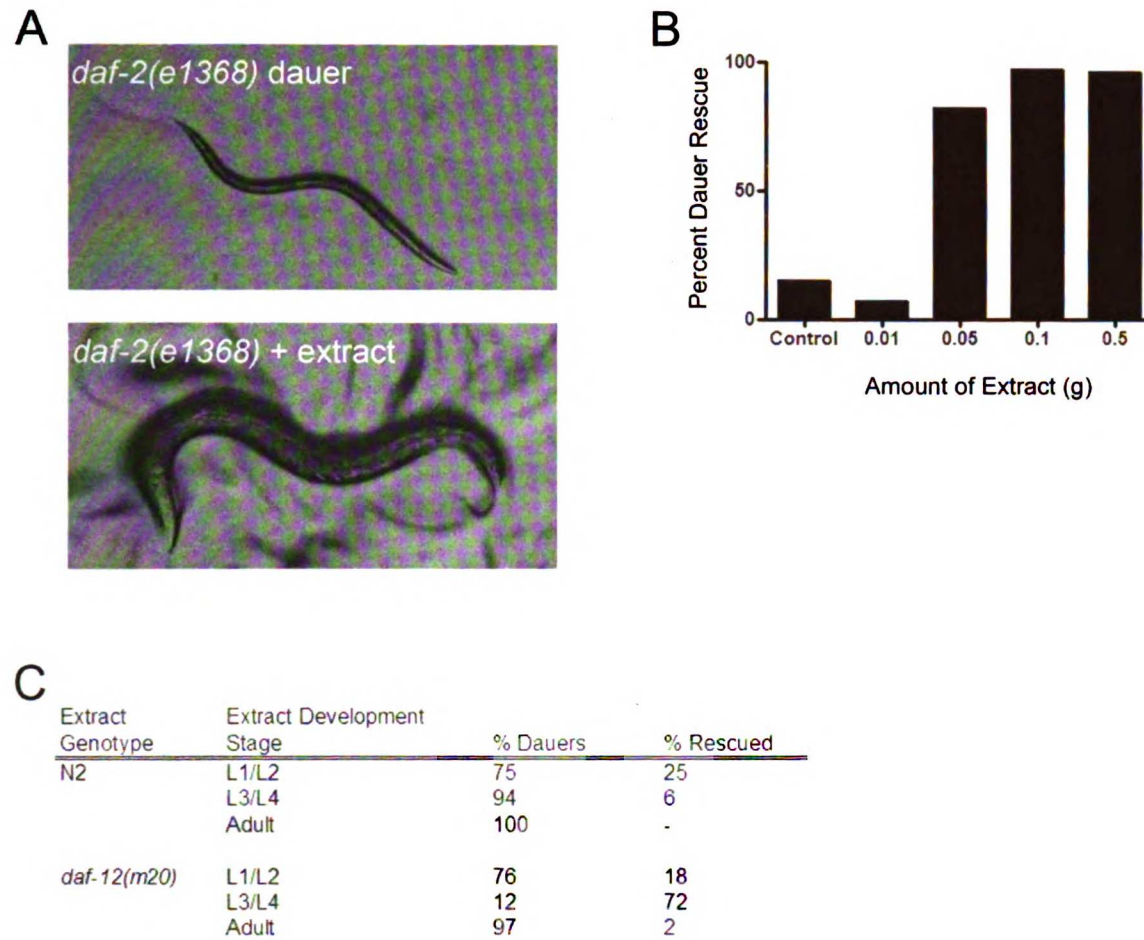 A
daf-2(e1368) dauer
daf-2(e1368) + extract
B
Percent Dauer Rescue
100
50
0
Control 0.01 0.05 0.1 0.5
Amount of Extract (g)
C
Extract Genotype Extract Development Stage % Dauers % Rescued
N2 L1/L2 75 25
L3/L4 94 6
Adult 100 -
daf-12(m20) L1/L2 76 18
L3/L4 12 72
Adult 97 2